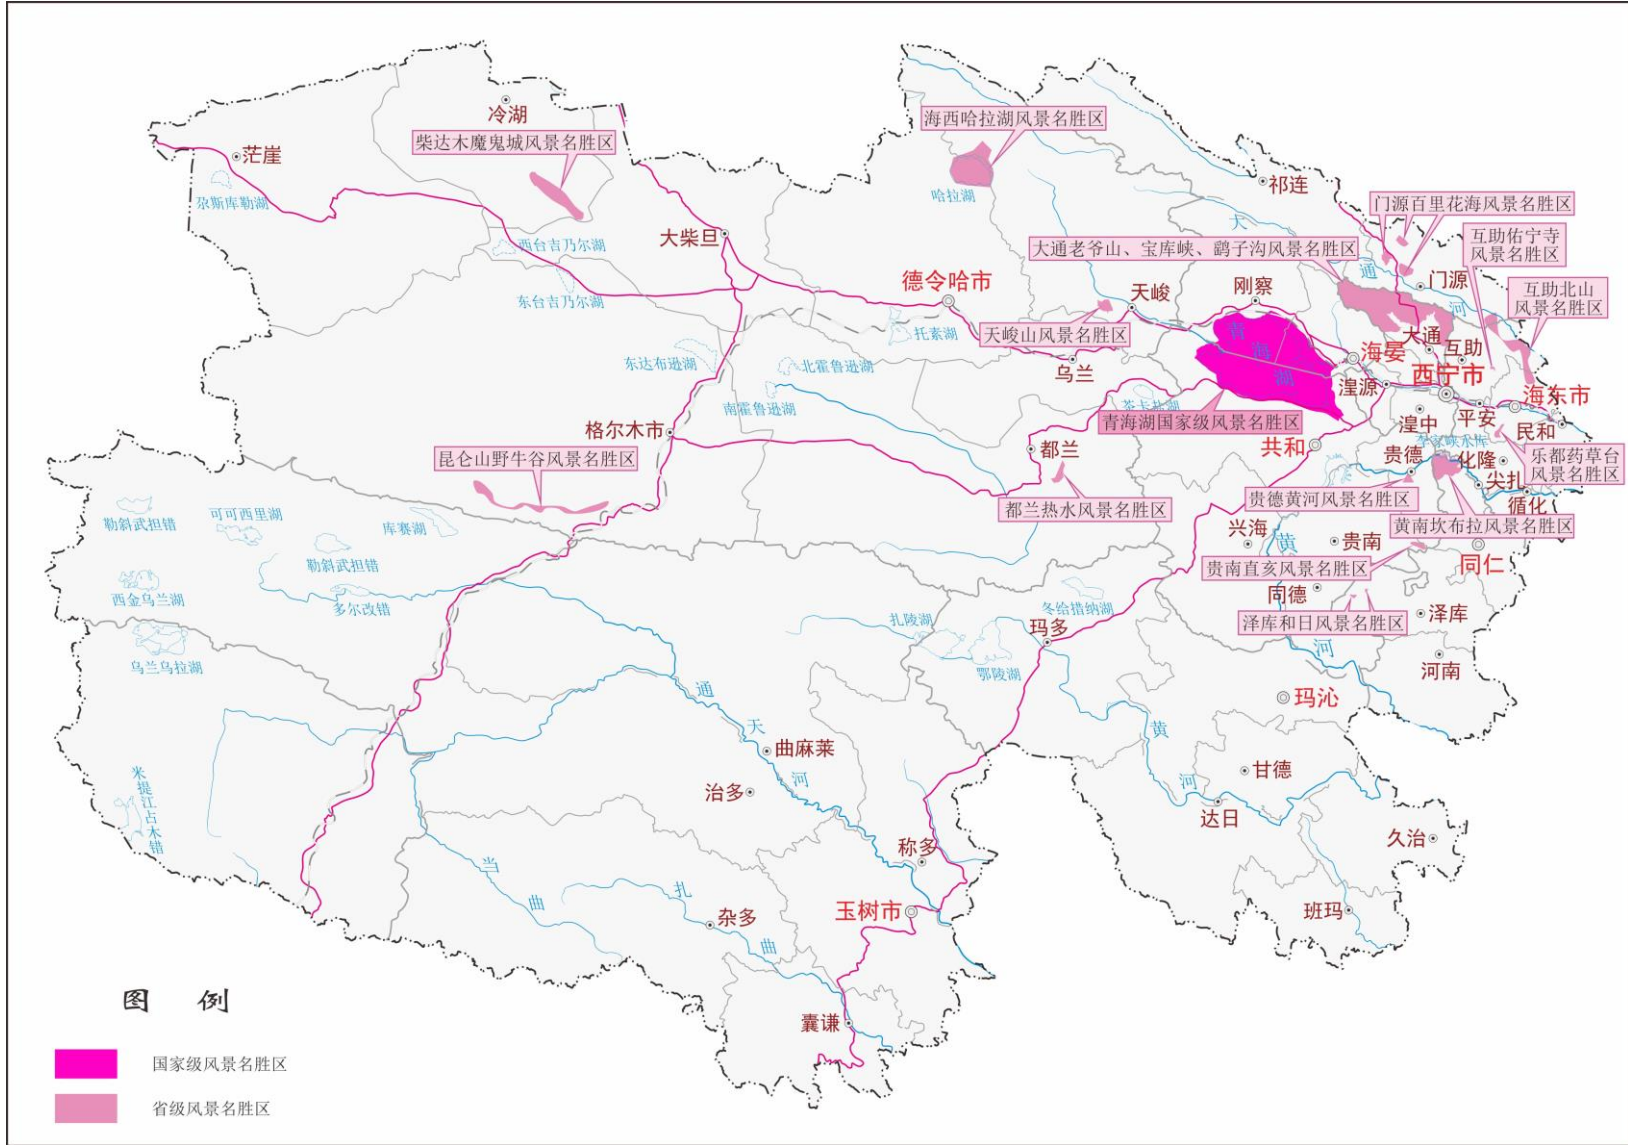 冷湖
柴达木魔鬼城风景名胜区
茫崖
尕斯库勒湖
海西哈拉湖风景名胜区
哈拉湖
祁连
门源百里花海风景名胜区
大
通
河
互助佑宁寺
风景名胜区
大通老爷山、宝库峡、鹞子沟风景名胜区
大柴旦
西台吉乃尔湖
东台吉乃尔湖
德令哈市
天峻
刚察
门源
互助北山
风景名胜区
天峻山风景名胜区
托素湖
青
海
湖
大通
互助
海晏
西宁市
东达布逊湖
北霍鲁逊湖
南霍鲁逊湖
乌兰
湟源
海东市
茶卡盐湖
青海湖国家级风景名胜区
湟中
平安
民和
格尔木市
都兰
共和
李家峡水库
贵德
化隆
乐都药草台
风景名胜区
昆仑山野牛谷风景名胜区
尖扎
循化
贵德黄河风景名胜区
都兰热水风景名胜区
黄南坎布拉风景名胜区
勒斜武担错
可可西里湖
库赛湖
兴海
黄
河
贵南
同仁
勒斜武担错
贵南直亥风景名胜区
西金乌兰湖
多尔改错
冬给措纳湖
同德
泽库
扎陵湖
玛多
泽库和日风景名胜区
乌兰乌拉湖
鄂陵湖
河南
通
天
河
玛沁
黄
河
曲麻莱
甘德
治多
达日
米提江占木错
久治
称多
当
曲
扎
曲
杂多
玉树市
班玛
囊谦
图 例
国家级风景名胜区
省级风景名胜区